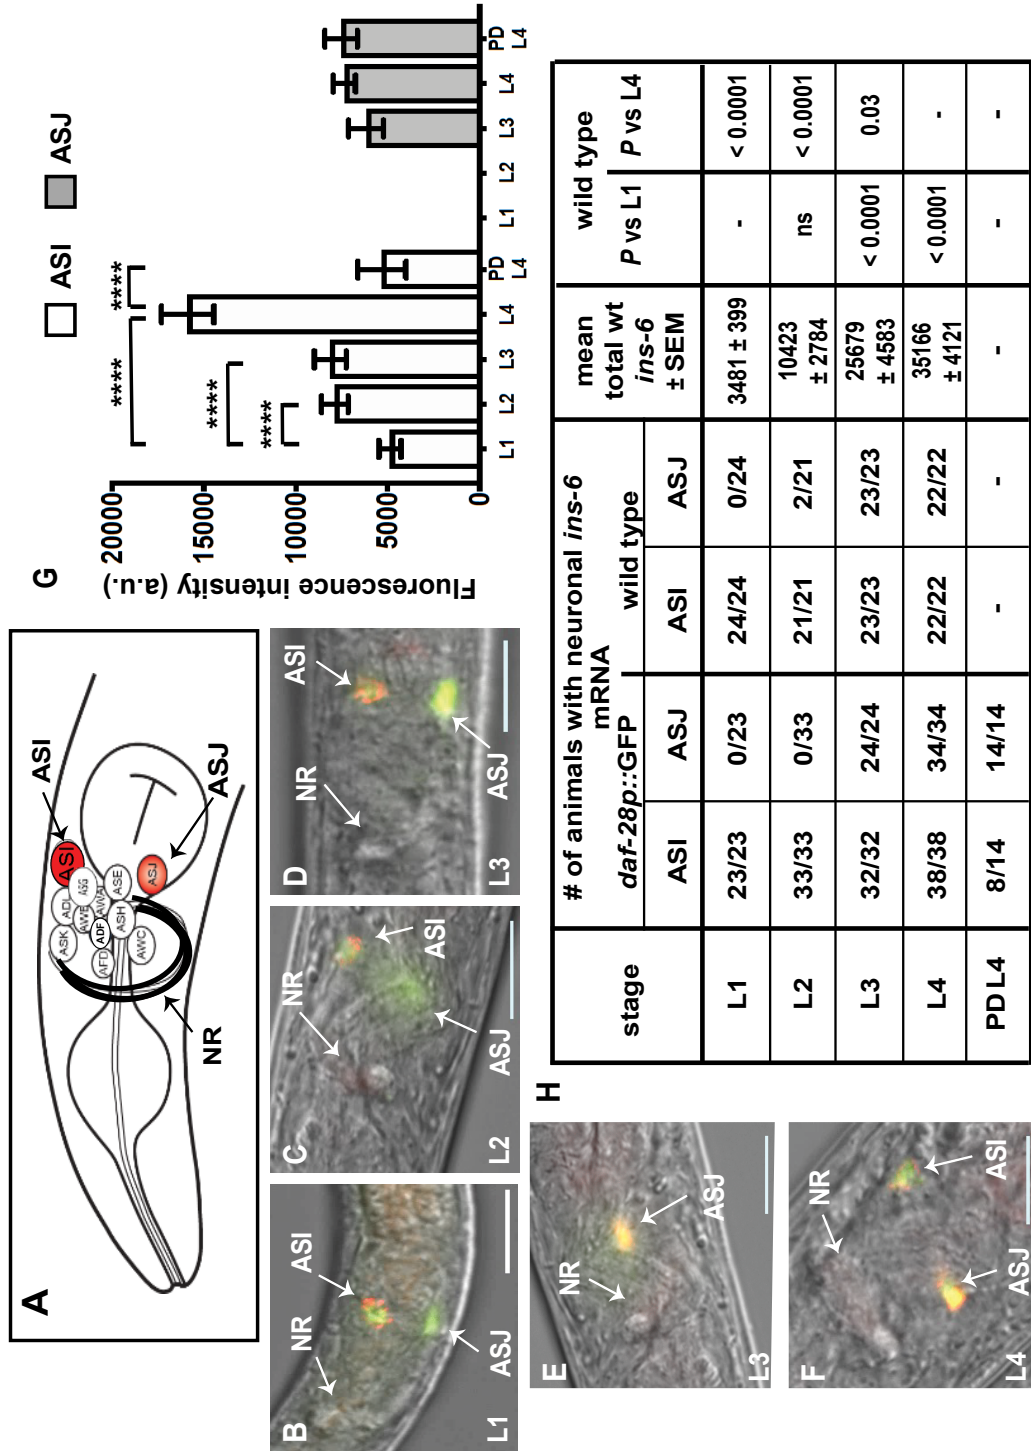 A
ASI
ASK
ADL
ASI
AWB
ASG
AFD
ADF
AWA
ASH
ASE
AWC
ASJ
NR
ASJ
B
NR
ASI
ASJ
L1
C
NR
ASI
ASJ
L2
D
NR
ASI
ASJ
L3
E
NR
ASJ
L3
F
NR
ASI
ASJ
L4
G
ASI ASJ
Fluorescence intensity (a.u.)
20000
15000
10000
5000
0
****
****
****
****
L1 L2 L3 L4 PD L4 L1 L2 L3 L4 PD L4
H
stage
# of animals with neuronal ins-6 mRNA
daf-28p::GFP wild type
ASI ASJ ASI ASJ
mean total wt ins-6 ± SEM
wild type
P vs L1 P vs L4
L1 23/23 0/23 24/24 0/24 3481 ± 399 - < 0.0001
L2 33/33 0/33 21/21 2/21 10423 ± 2784 ns < 0.0001
L3 32/32 24/24 23/23 23/23 25679 ± 4583 < 0.0001 0.03
L4 38/38 34/34 22/22 22/22 35166 ± 4121 < 0.0001 -
PD L4 8/14 14/14 - - - - -